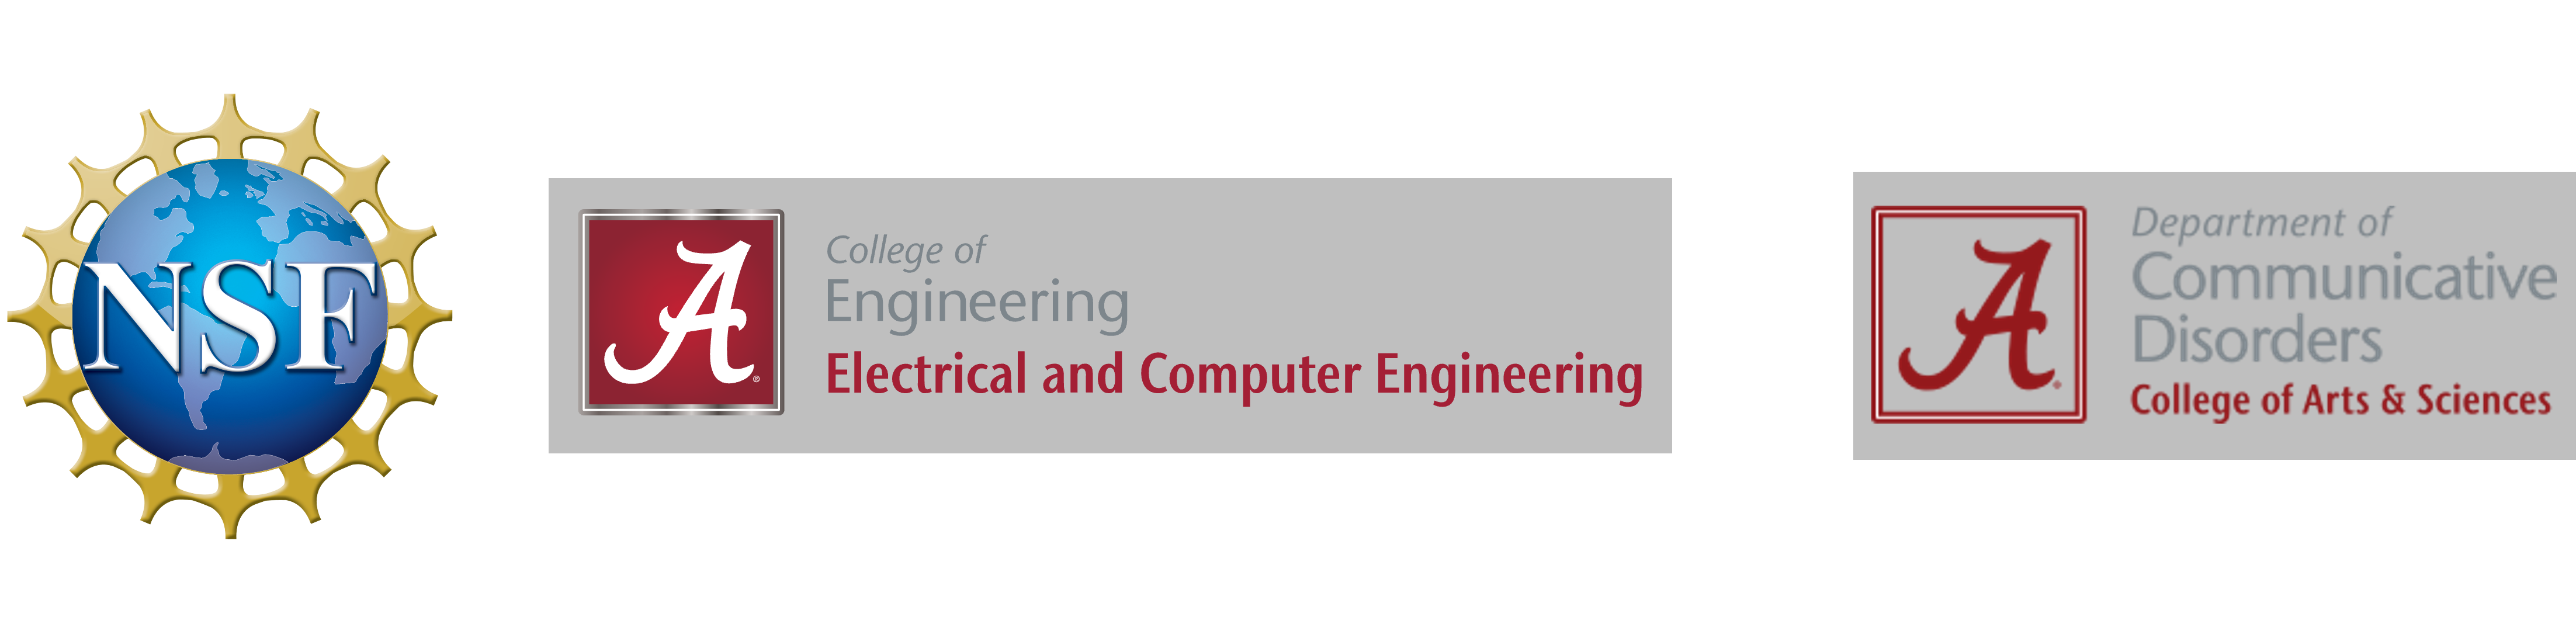 NSF
A
College of
Engineering
Electrical and Computer Engineering
A
Department of
Communicative
Disorders
College of Arts & Sciences